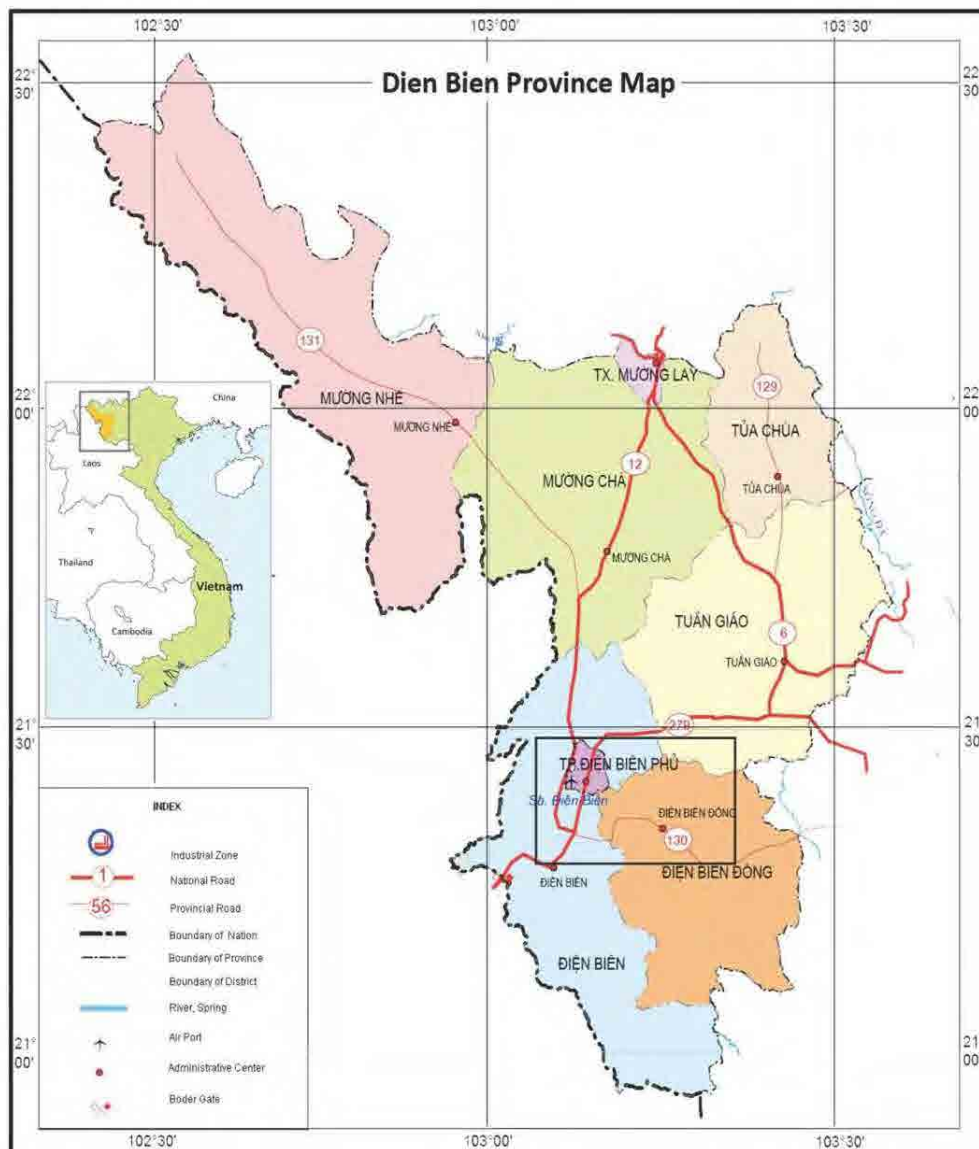 102°30'
103°00'
103°30'
22°
30'
22
30
Dien Bien Province Map
131
TX. MƯỜNG LAY
129
22°
00'
22°
00'
MƯỜNG NHÉ
MƯỜNG NHÉ
TỦA CHÙA
China
12
MƯỜNG CHÀ
TỦA CHÙA
Laos
SÔNG ĐÀ
MƯỜNG CHÀ
Thailand
Vietnam
TUẦN GIÁO
Cambodia
6
TUẦN GIÁO
21°
30'
279
21
30
TP.ĐIỆN BIÊN PHỦ
Sb. Điện Biên
ĐIỆN BIÊN ĐÔNG
130
ĐIỆN BIÊN ĐÔNG
ĐIỆN BIÊN
ĐIỆN BIÊN
INDEX
Industrial Zone
1
National Road
56
Provincial Road
Boundary of Nation
Boundary of Province
Boundary of District
River, Spring
Air Port
Administrative Center
Boder Gate
21°
00'
21
00
102°30'
103°00'
103°30'